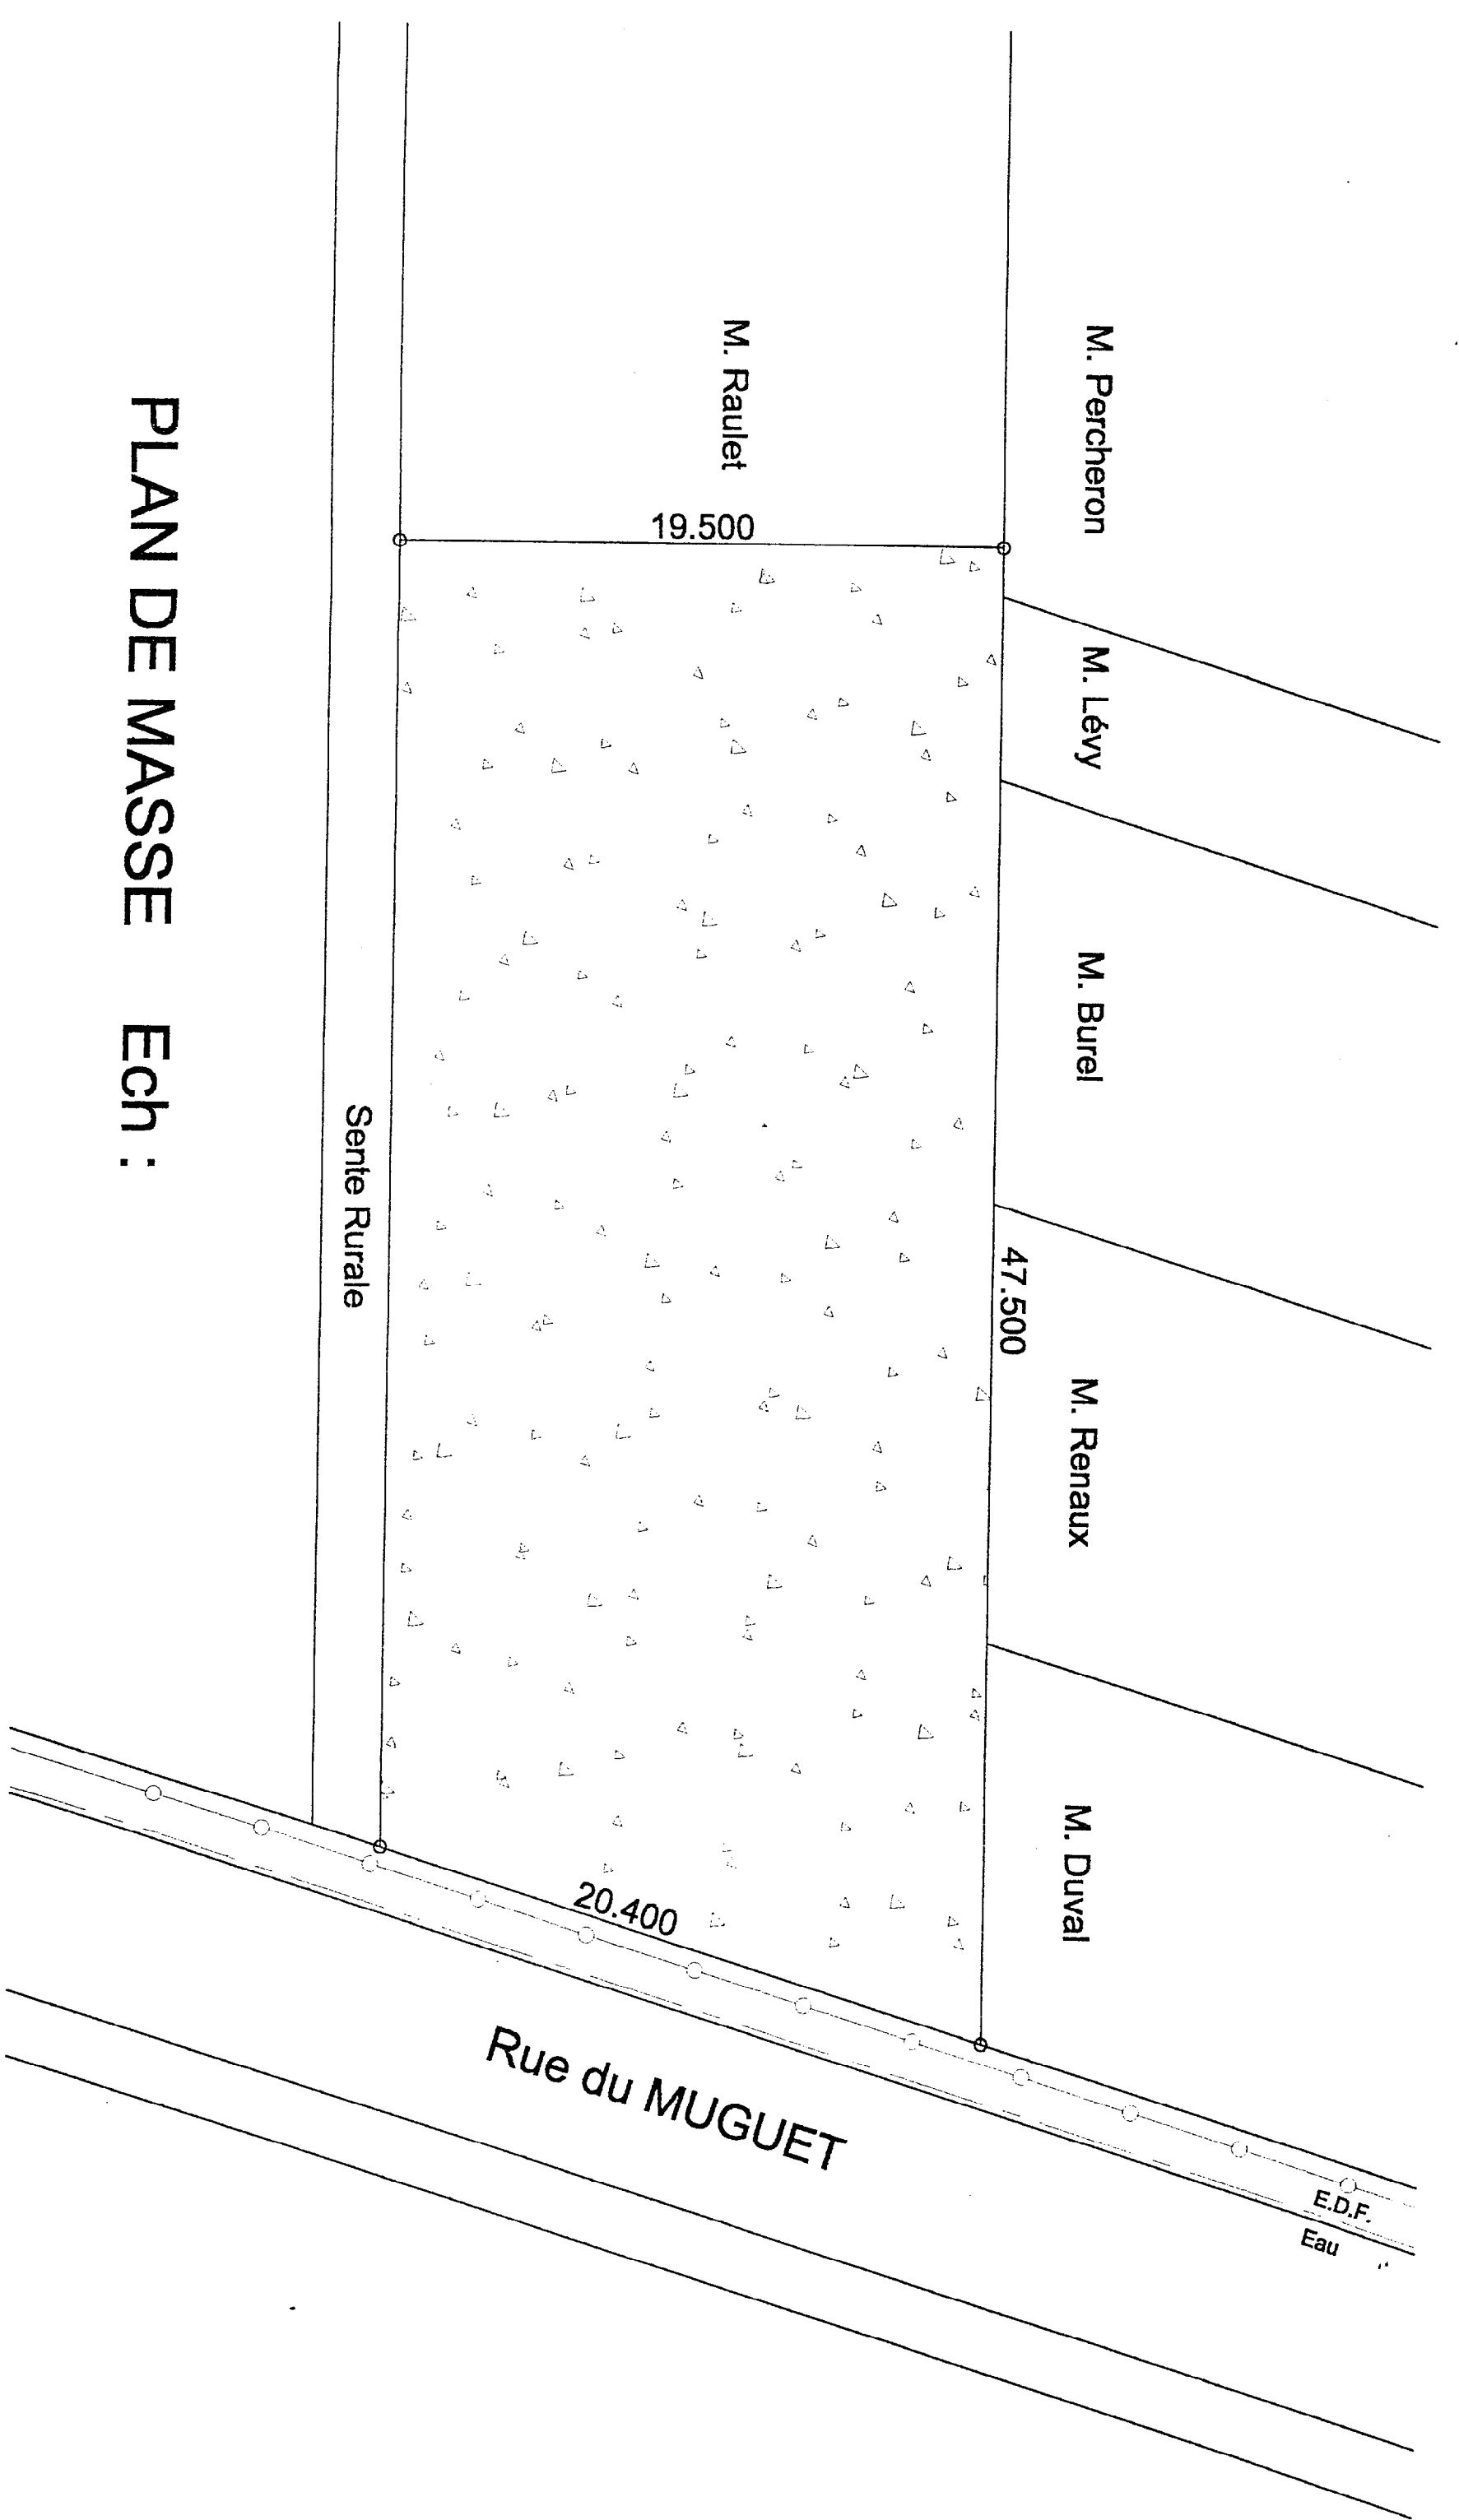 M. Percheron
M. Lévy
M. Burel
M. Renaux
M. Duval
47.500
M. Raulet
19.500
20.400
Sente Rurale
Rue du MUGUET
E.D.F.
Eau
PLAN DE MASSE Ech :